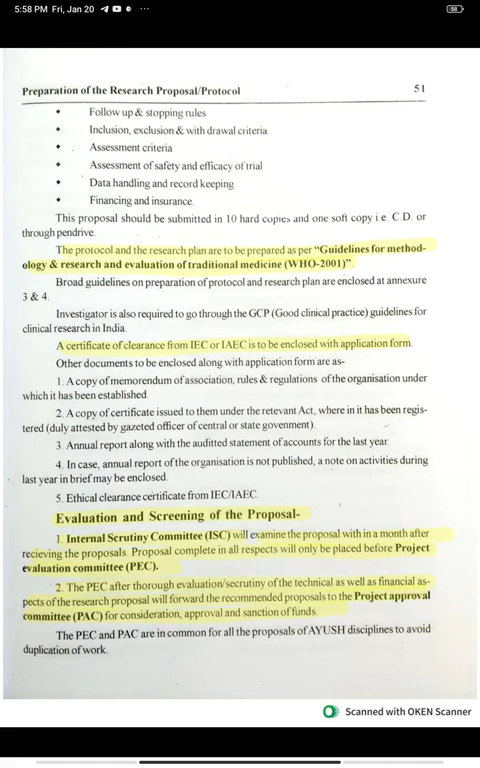 5:58 PM Fri, Jan 20 ...
58
Preparation of the Research Proposal/Protocol 51
• Follow up & stopping rules
• Inclusion, exclusion & with drawal criteria
• Assessment criteria
• Assessment of safety and efficacy of trial
• Data handling and record keeping
• Financing and insurance.
This proposal should be submitted in 10 hard copies and one soft copy i.e. C.D. or
through pendrive.
The protocol and the research plan are to be prepared as per “Guidelines for method-
ology & research and evaluation of traditional medicine (WHO-2001)”.
Broad guidelines on preparation of protocol and research plan are enclosed at annexure
3 & 4.
Investigator is also required to go through the GCP (Good clinical practice) guidelines for
clinical research in India.
A certificate of clearance from IEC or IAEC is to be enclosed with application form.
Other documents to be enclosed along with application form are as-
1. A copy of memorendum of association, rules & regulations of the organisation under
which it has been established.
2. A copy of certificate issued to them under the retevant Act, where in it has been regis-
tered (duly attested by gazeted officer of central or state govenment).
3. Annual report along with the auditted statement of accounts for the last year.
4. In case, annual report of the organisation is not published, a note on activities during
last year in brief may be enclosed.
5. Ethical clearance certificate from IEC/IAEC.
Evaluation and Screening of the Proposal-
1. Internal Scrutiny Committee (ISC) will examine the proposal with in a month after
recieving the proposals. Proposal complete in all respects will only be placed before Project
evaluation committee (PEC).
2. The PEC after thorough evaluation/secrutiny of the technical as well as financial as-
pects of the research proposal will forward the recommended proposals to the Project approval
committee (PAC) for consideration, approval and sanction of funds.
The PEC and PAC are in common for all the proposals of AYUSH disciplines to avoid
duplication of work.
Scanned with OKEN Scanner